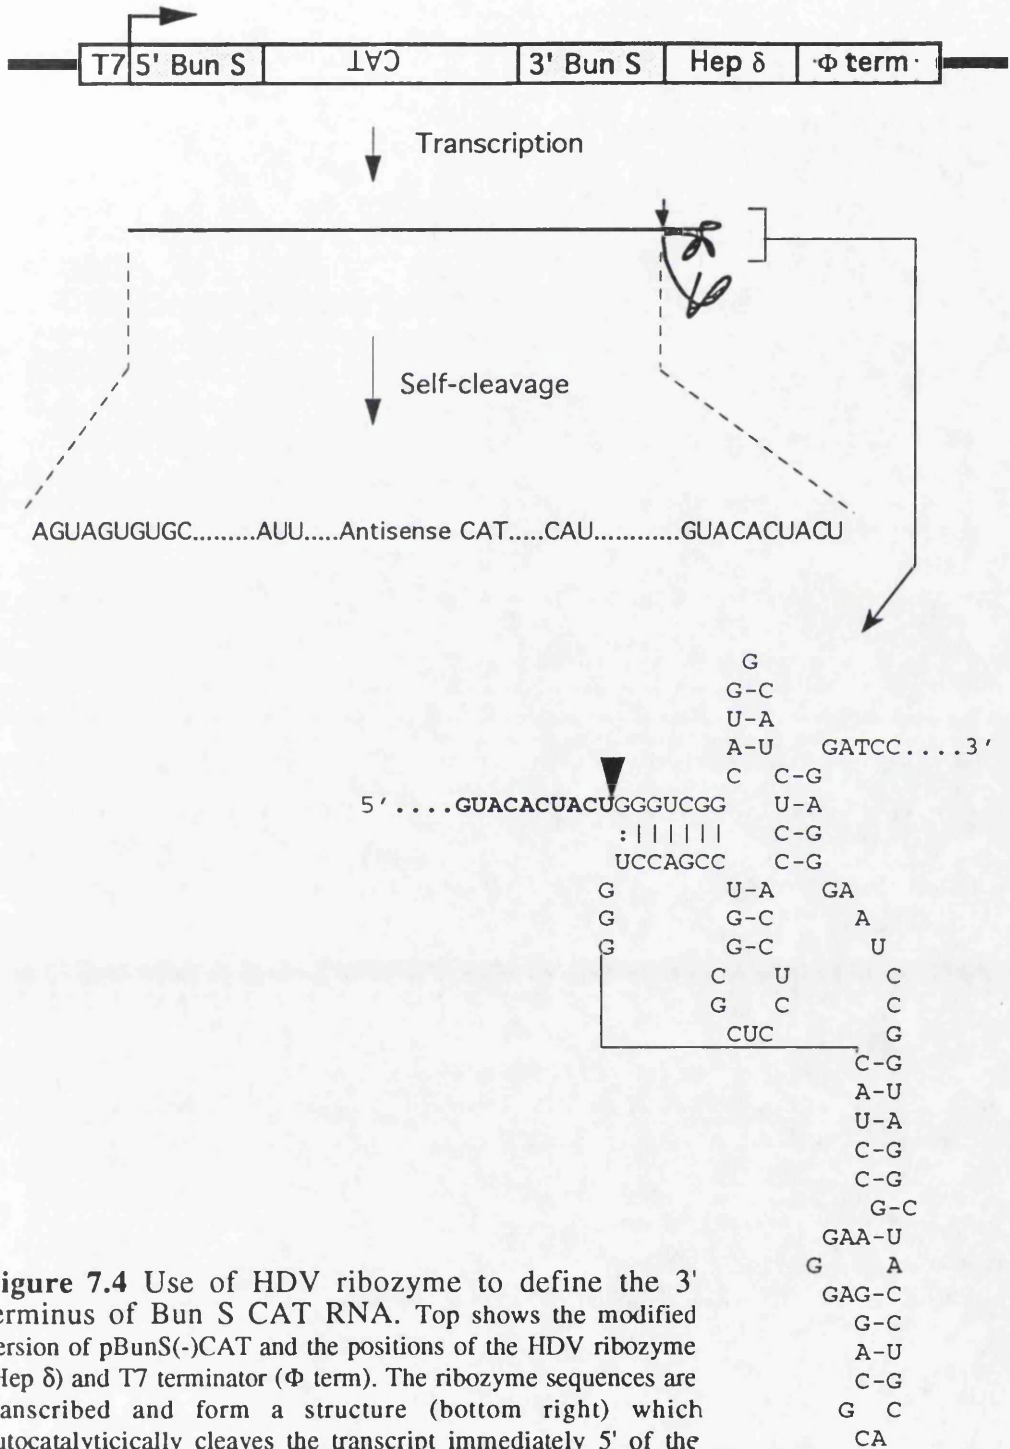 T7 5' Bun S CAT 3' Bun S Hep δ ·Φ term·
Transcription
Self-cleavage
AGUAGUGUGC.........AUU.....Antisense CAT.....CAU............GUACACUACU
G
G-C
U-A
A-U GATCC....3'
C C-G
5'....GUACACUACUGGGUCGG U-A
:|||||| C-G
UCCAGCC C-G
G U-A GA
G G-C A
G G-C U
C U C
G C C
CUC G
C-G
A-U
U-A
C-G
C-G
G-C
GAA-U
G A
GAG-C
G-C
A-U
C-G
G C
CA
igure 7.4 Use of HDV ribozyme to define the 3'
erminus of Bun S CAT RNA. Top shows the modified
ersion of pBunS(-)CAT and the positions of the HDV ribozyme
Hep δ) and T7 terminator (Φ term). The ribozyme sequences are
anscribed and form a structure (bottom right) which
utocatalyticically cleaves the transcript immediately 5' of the